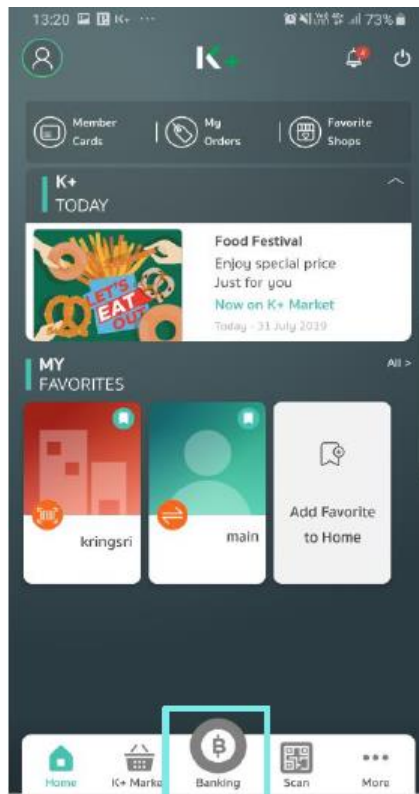 13:20 K+ ... 73%
K+
Member
Cards
My
Orders
Favorite
Shops
K+
TODAY
LET'S
EAT
OUT!
Food Festival
Enjoy special price
Just for you
Now on K+ Market
Today - 31 July 2019
MY
FAVORITES
All >
kringsri
main
Add Favorite
to Home
Home
K+ Marke
Banking
Scan
More